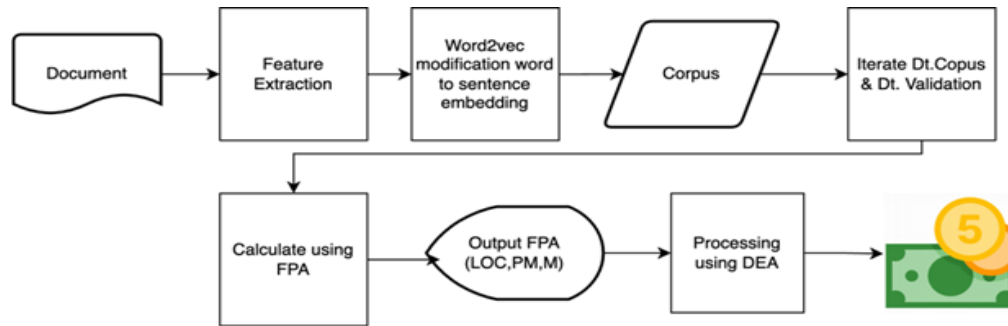 Document
Feature
Extraction
Word2vec
modification word
to sentence
embedding
Corpus
Iterate Dt.Copus
& Dt. Validation
Calculate using
FPA
Output FPA
(LOC,PM,M)
Processing
using DEA
5